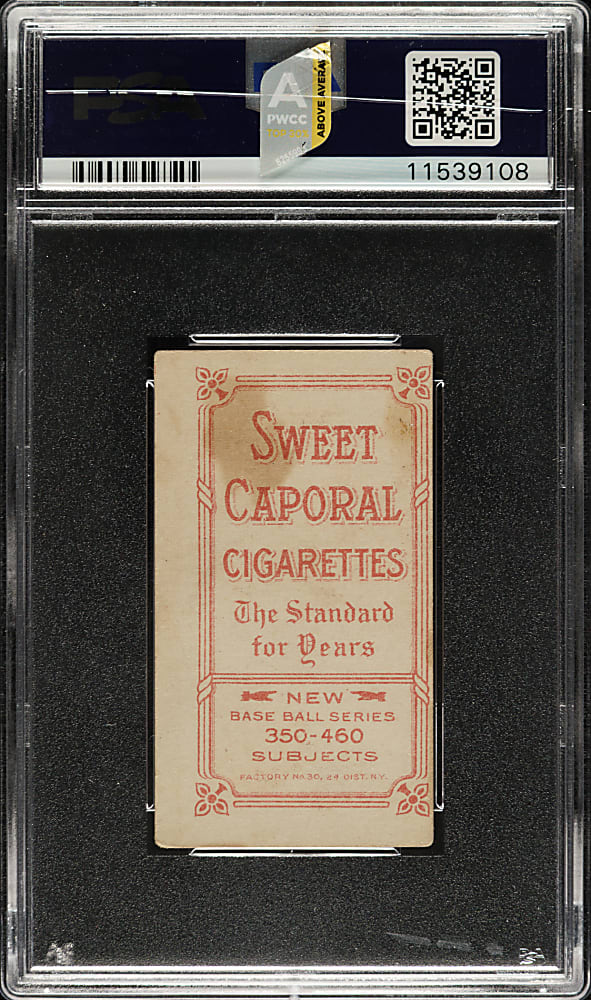 PSA
A
PWCC
ABOVE AVERAGE
11539108
SWEET
CAPORAL
CIGARETTES
The Standard
for Years
NEW
BASE BALL SERIES
350-460
SUBJECTS
FACTORY No.30, 2nd DIST. N.Y.